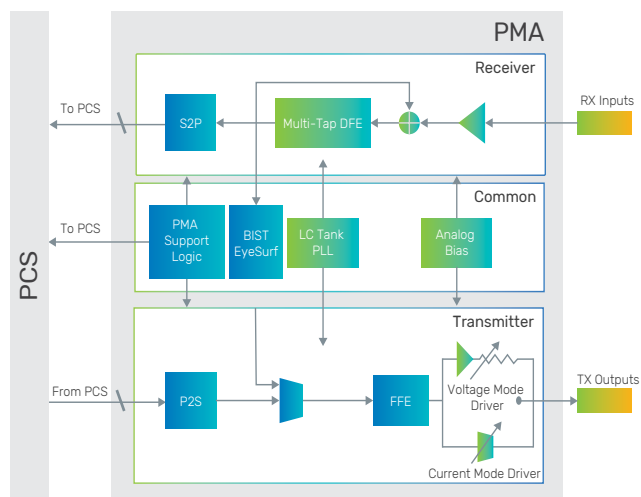 PMA
Receiver
To PCS
S2P
Multi-Tap DFE
RX Inputs
Common
To PCS
PMA
Support
Logic
BIST
EyeSurf
LC Tank
PLL
Analog
Bias
PCS
Transmitter
From PCS
P2S
FFE
Voltage Mode
Driver
TX Outputs
Current Mode Driver